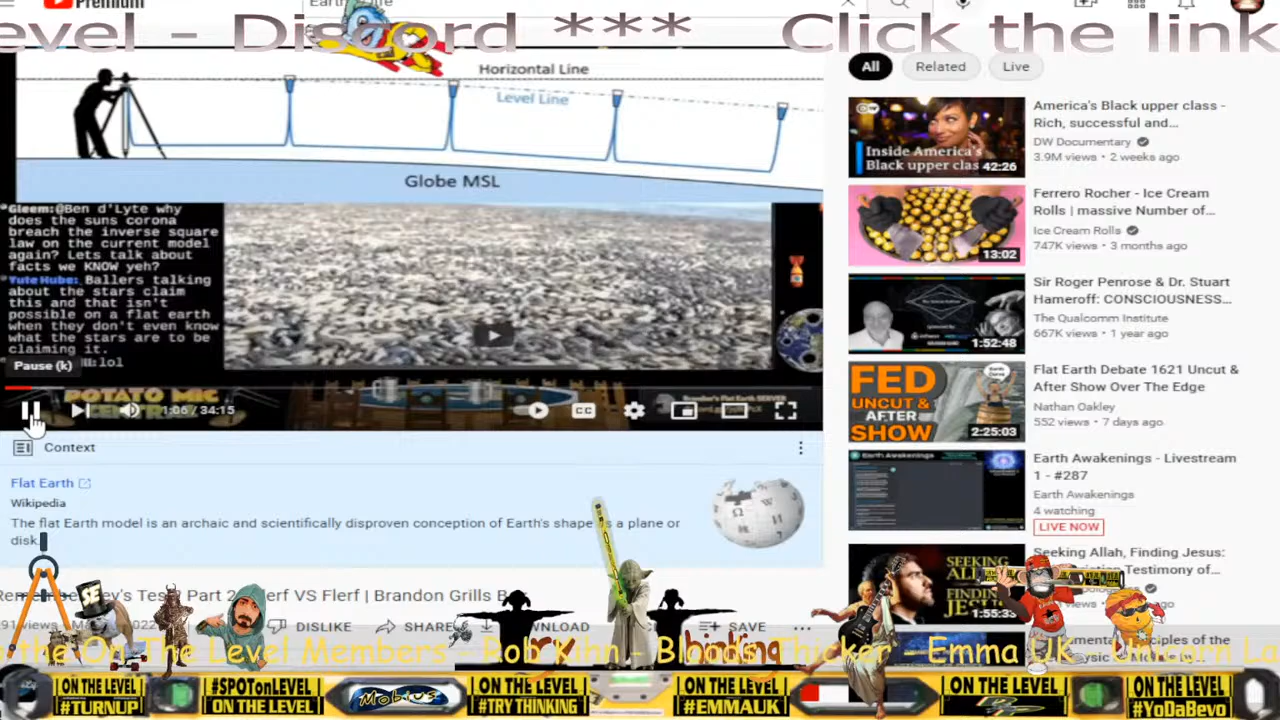 Premium
evel - Discord *** Click the link
Horizontal Line
Level Line
Globe MSL
Gleem:@Ben d'Lyte why
does the suns corona
breach the inverse square
law on the current model
again? Lets talk about
facts we KNOW yeh?
Yute Hube: Ballers talking
about the stars claim
this and that isn't
possible on a flat earth
when they don't even know
what the stars are to be
claiming it.
lol
Pause (k)
POTATO MIC
1:06 / 34:15
CC
Context
Flat Earth
Wikipedia
The flat Earth model is an archaic and scientifically disproven conception of Earth's shape as a plane or
disk.
VS Flerf | Brandon Grills B
2022
DISLIKE
SHARE
SAVE
All
Related
Live
America's Black upper class -
Rich, successful and...
DW Documentary
3.9M views • 2 weeks ago
Inside America's
Black upper clas
42:26
Ferrero Rocher - Ice Cream
Rolls | massive Number of...
Ice Cream Rolls
747K views • 3 months ago
13:02
Sir Roger Penrose & Dr. Stuart
Hameroff: CONSCIOUSNESS...
The Qualcomm Institute
667K views • 1 year ago
1:52:48
Flat Earth Debate 1621 Uncut &
After Show Over The Edge
Nathan Oakley
552 views • 7 days ago
FED
UNCUT &
AFTER
SHOW
2:25:03
Earth Awakenings - Livestream
1 - #287
Earth Awakenings
4 watching
LIVE NOW
Seeking Allah, Finding Jesus:
Testimony of...
SEEKING
FINDING
1:55:33
the On The Level Members - Rob Kihn - Bloods Thicker - Emma UK - Unicorn La
ON THE LEVEL
#TURNUP
#SPOTonLEVEL
ON THE LEVEL
Mobius
ON THE LEVEL
#TRY THINKING
ON THE LEVEL
#EMMAUK
ON THE LEVEL
ON THE LEVEL
#YoDaBevo